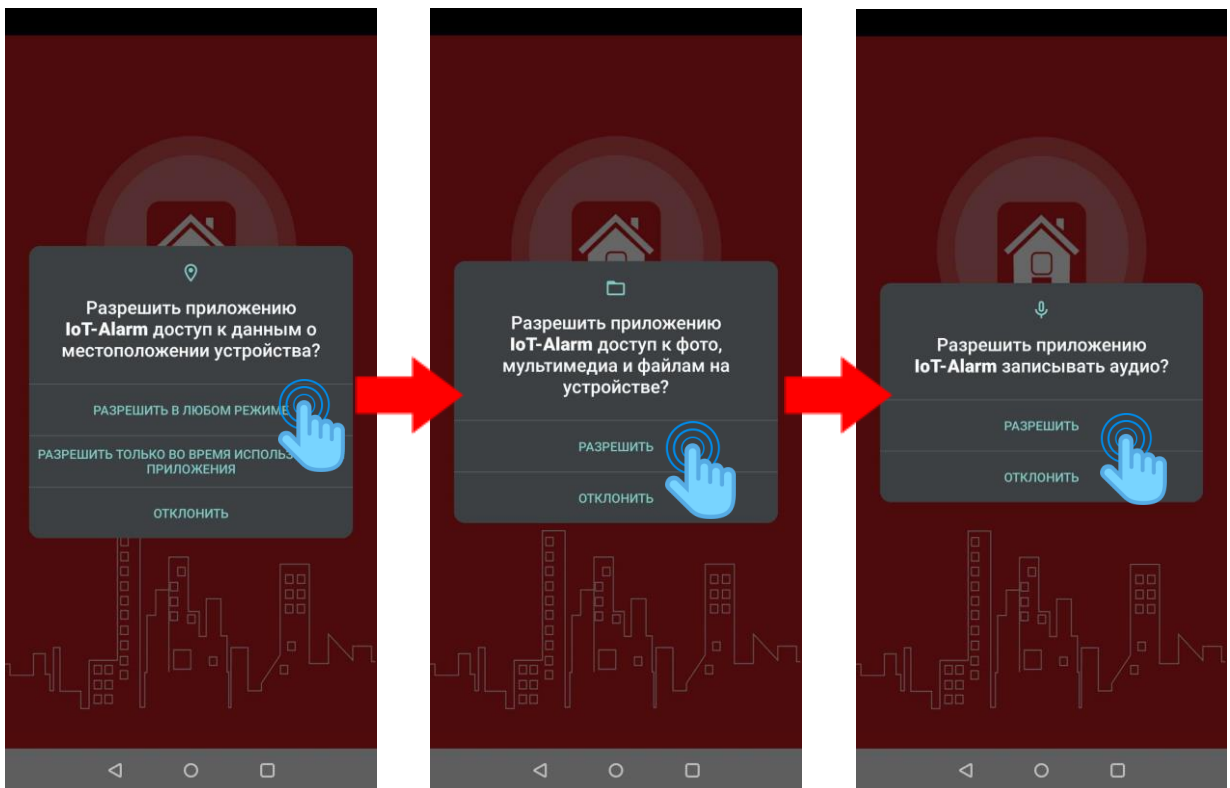 Разрешить приложению
IoT-Alarm доступ к данным о
местоположении устройства?
РАЗРЕШИТЬ В ЛЮБОМ РЕЖИМЕ
РАЗРЕШИТЬ ТОЛЬКО ВО ВРЕМЯ
ПРИЛОЖЕНИЯ
ОТКЛОНИТЬ
Разрешить приложению
IoT-Alarm доступ к фото,
мультимедиа и файлам на
устройстве?
РАЗРЕШИТЬ
ОТКЛОНИТЬ
Разрешить приложению
IoT-Alarm записывать аудио?
РАЗРЕШИТЬ
ОТКЛОНИТЬ